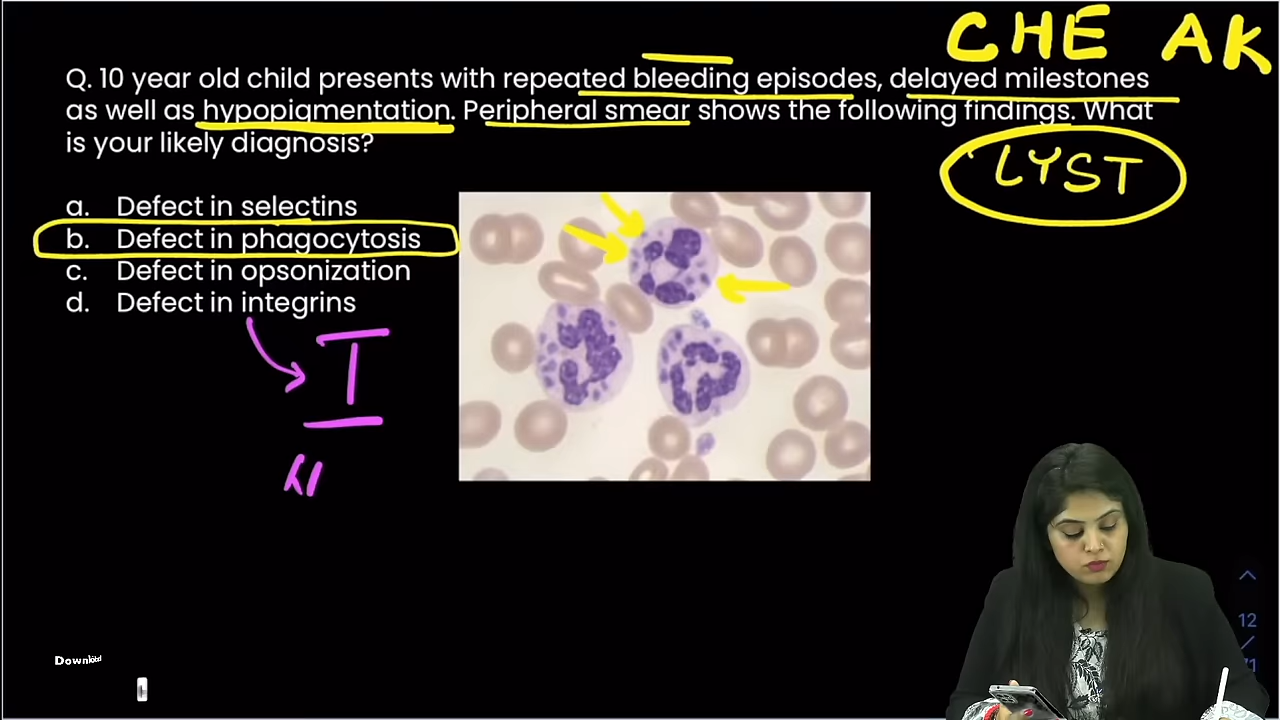 CHE AK
Q. 10 year old child presents with repeated bleeding episodes, delayed milestones
as well as hypopigmentation. Peripheral smear shows the following findings. What
is your likely diagnosis?
LYST
a. Defect in selectins
b. Defect in phagocytosis
c. Defect in opsonization
d. Defect in integrins
I
12
/
71